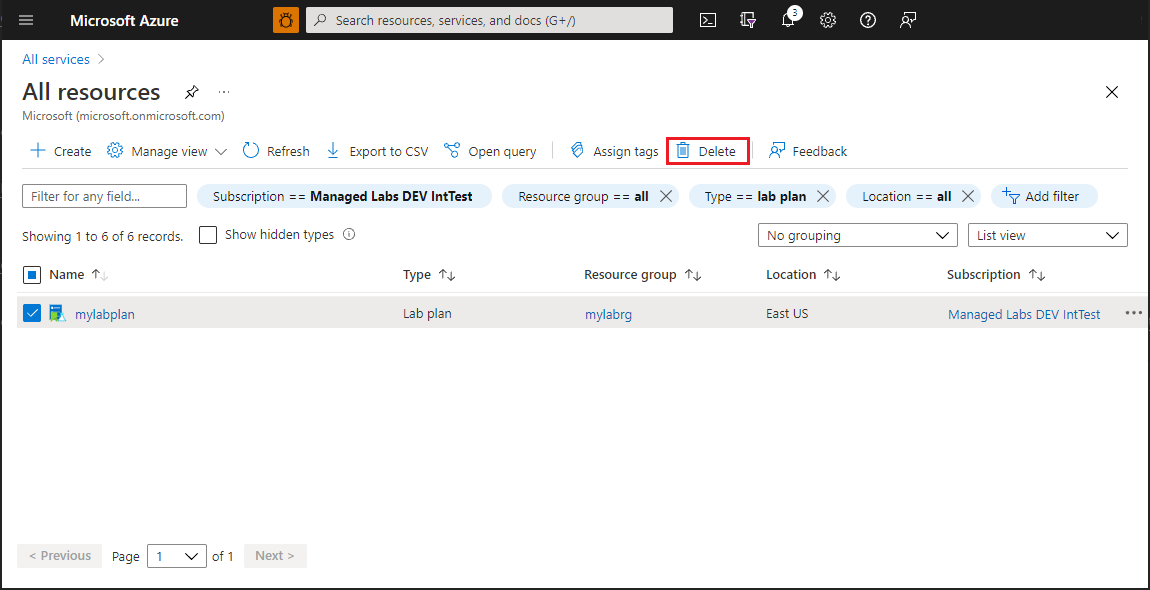 Microsoft Azure Search resources, services, and docs (G+/) 3
All services >
All resources ...
Microsoft (microsoft.onmicrosoft.com)
+ Create Manage view Refresh Export to CSV Open query Assign tags Delete Feedback
Filter for any field... Subscription == Managed Labs DEV IntTest Resource group == all Type == lab plan Location == all Add filter
Showing 1 to 6 of 6 records. Show hidden types No grouping List view
Name Type Resource group Location Subscription
mylabplan Lab plan mylabrg East US Managed Labs DEV IntTest ...
< Previous Page 1 of 1 Next >